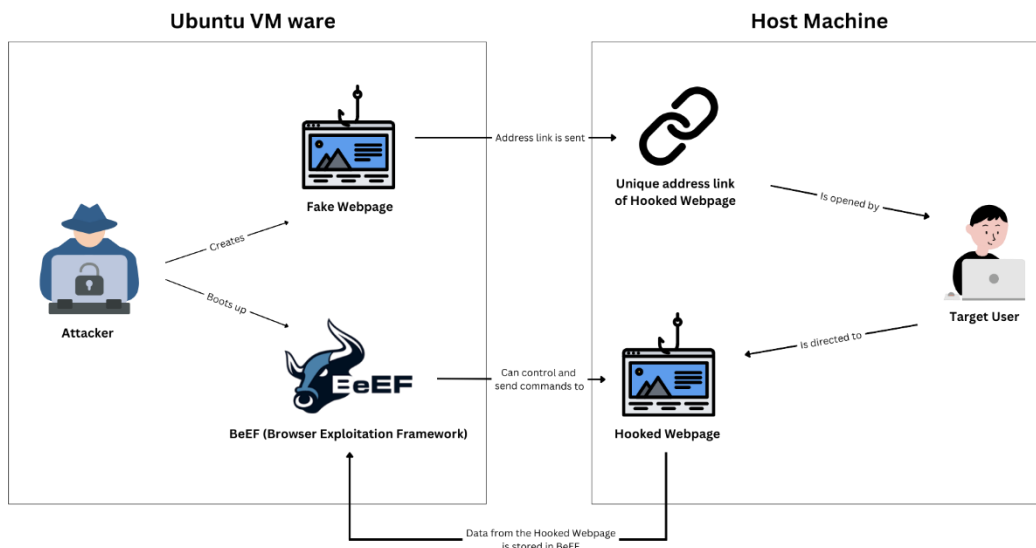 Ubuntu VM ware
Host Machine
Address link is sent
Fake Webpage
Unique address link
of Hooked Webpage
Is opened by
Creates
Boots up
Attacker
Target User
Is directed to
BeEF
Can control and
send commands to
BeEF (Browser Exploitation Framework)
Hooked Webpage
Data from the Hooked Webpage
is stored in BeEF